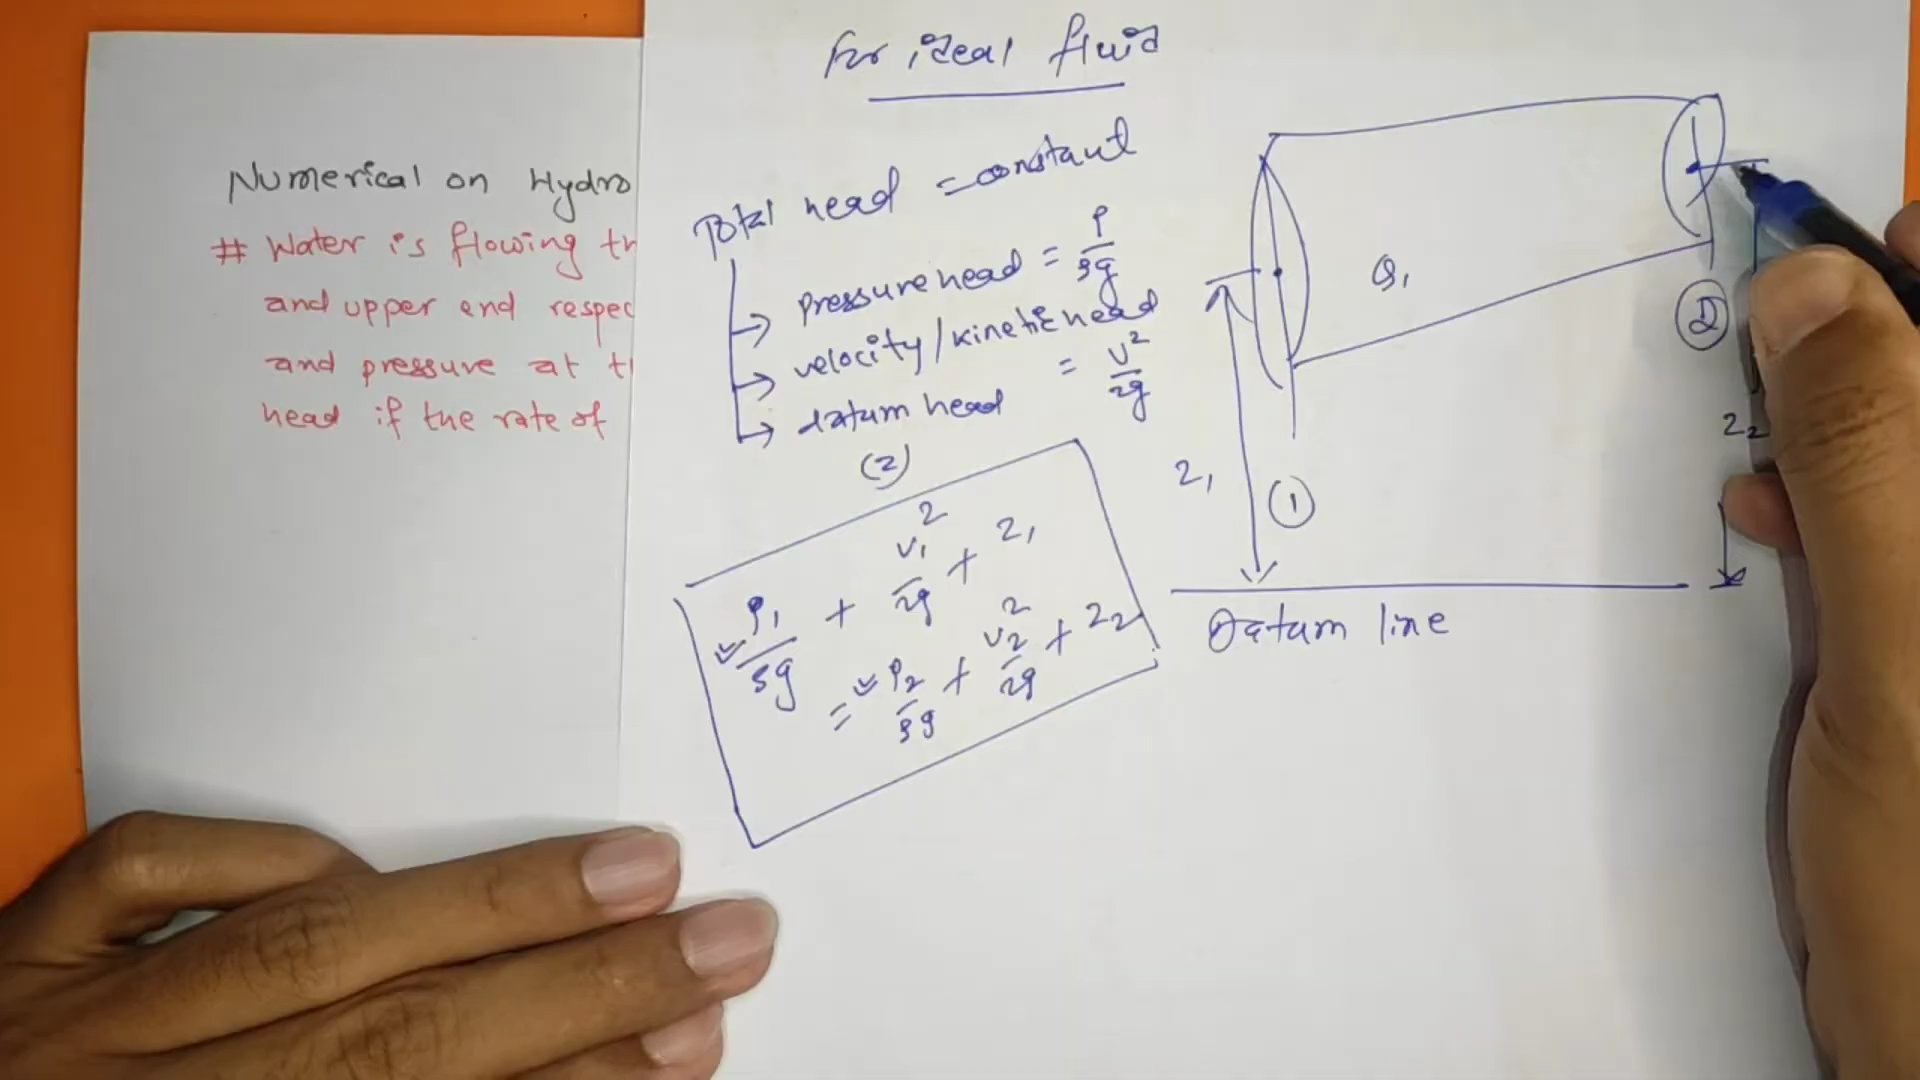 For ideal fluid
Numerical on Hydro
# Water is flowing th
and upper end respec
and pressure at th
head if the rate of
Total head = constant
pressure head = P/ρg
velocity/kinetic head = V²/2g
datum head
(z)
P₁/ρg + V₁²/2g + z₁
= P₂/ρg + V₂²/2g + z₂
z₁
①
②
z₂
Datum line